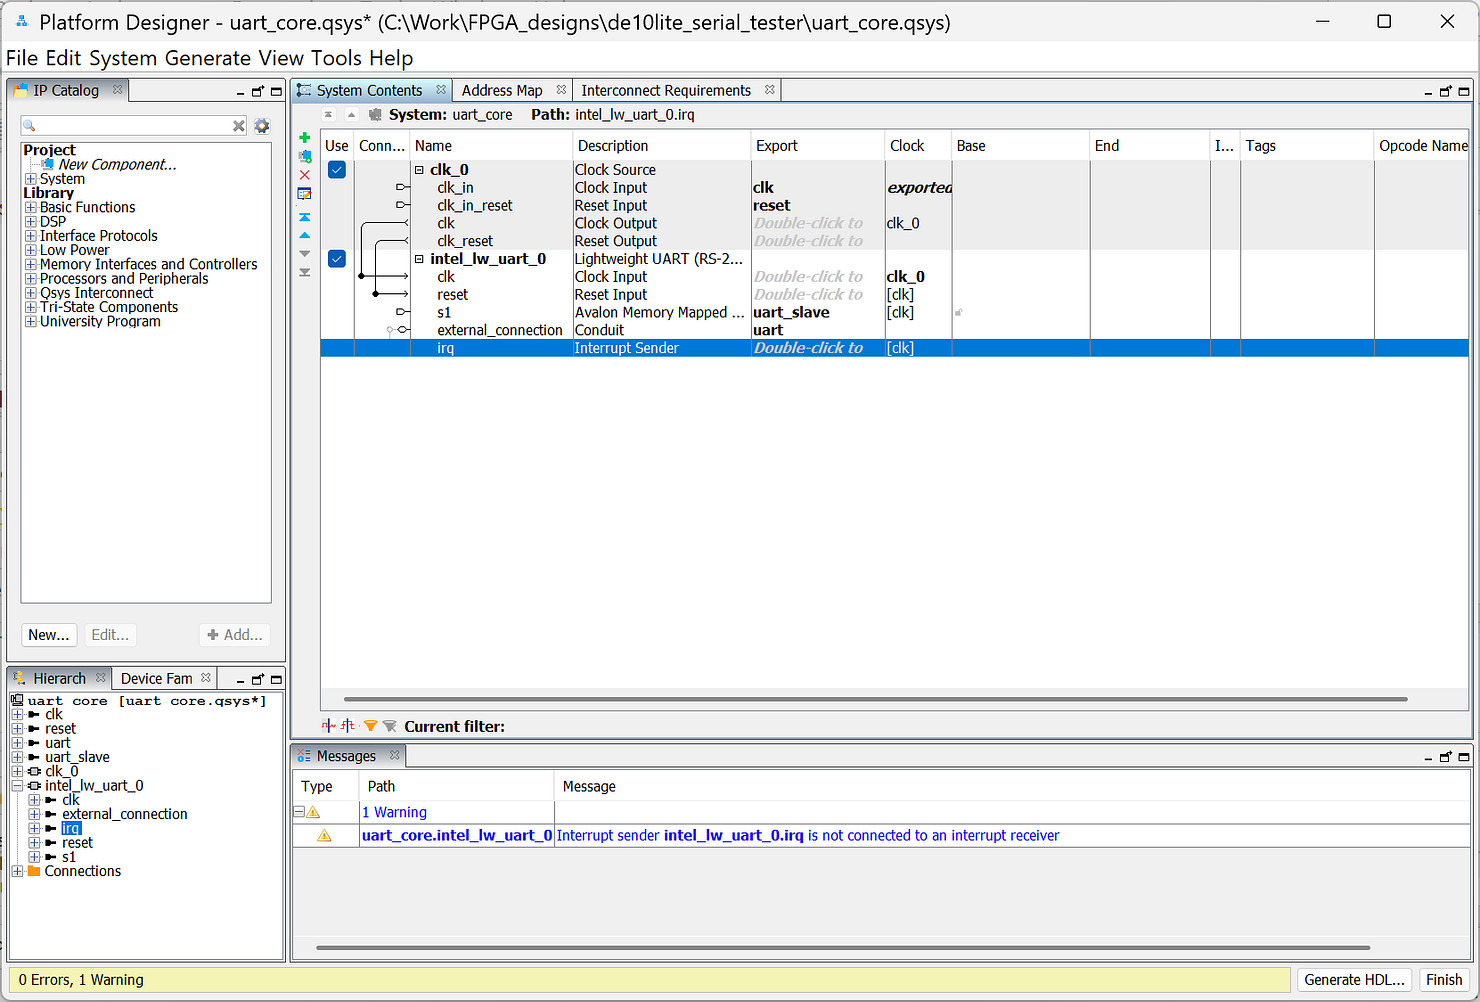 Platform Designer - uart_core.qsys* (C:\Work\FPGA_designs\de10lite_serial_tester\uart_core.qsys)
File Edit System Generate View Tools Help
IP Catalog
Project
New Component...
System
Library
Basic Functions
DSP
Interface Protocols
Low Power
Memory Interfaces and Controllers
Processors and Peripherals
Qsys Interconnect
Tri-State Components
University Program
New... Edit... Add...
Hierarch Device Fam
uart core [uart core.qsys*]
clk
reset
uart
uart_slave
clk_0
intel_lw_uart_0
clk
external_connection
irq
reset
s1
Connections
System Contents Address Map Interconnect Requirements
System: uart_core Path: intel_lw_uart_0.irq
Use Conn... Name Description Export Clock Base End I... Tags Opcode Name
clk_0 Clock Source
clk_in Clock Input clk exported
clk_in_reset Reset Input reset
clk Clock Output Double-click to clk_0
clk_reset Reset Output Double-click to
intel_lw_uart_0 Lightweight UART (RS-2...
clk Clock Input Double-click to clk_0
reset Reset Input Double-click to [clk]
s1 Avalon Memory Mapped ... uart_slave [clk]
external_connection Conduit uart
irq Interrupt Sender Double-click to [clk]
Current filter:
Messages
Type Path Message
1 Warning
uart_core.intel_lw_uart_0 Interrupt sender intel_lw_uart_0.irq is not connected to an interrupt receiver
0 Errors, 1 Warning
Generate HDL... Finish